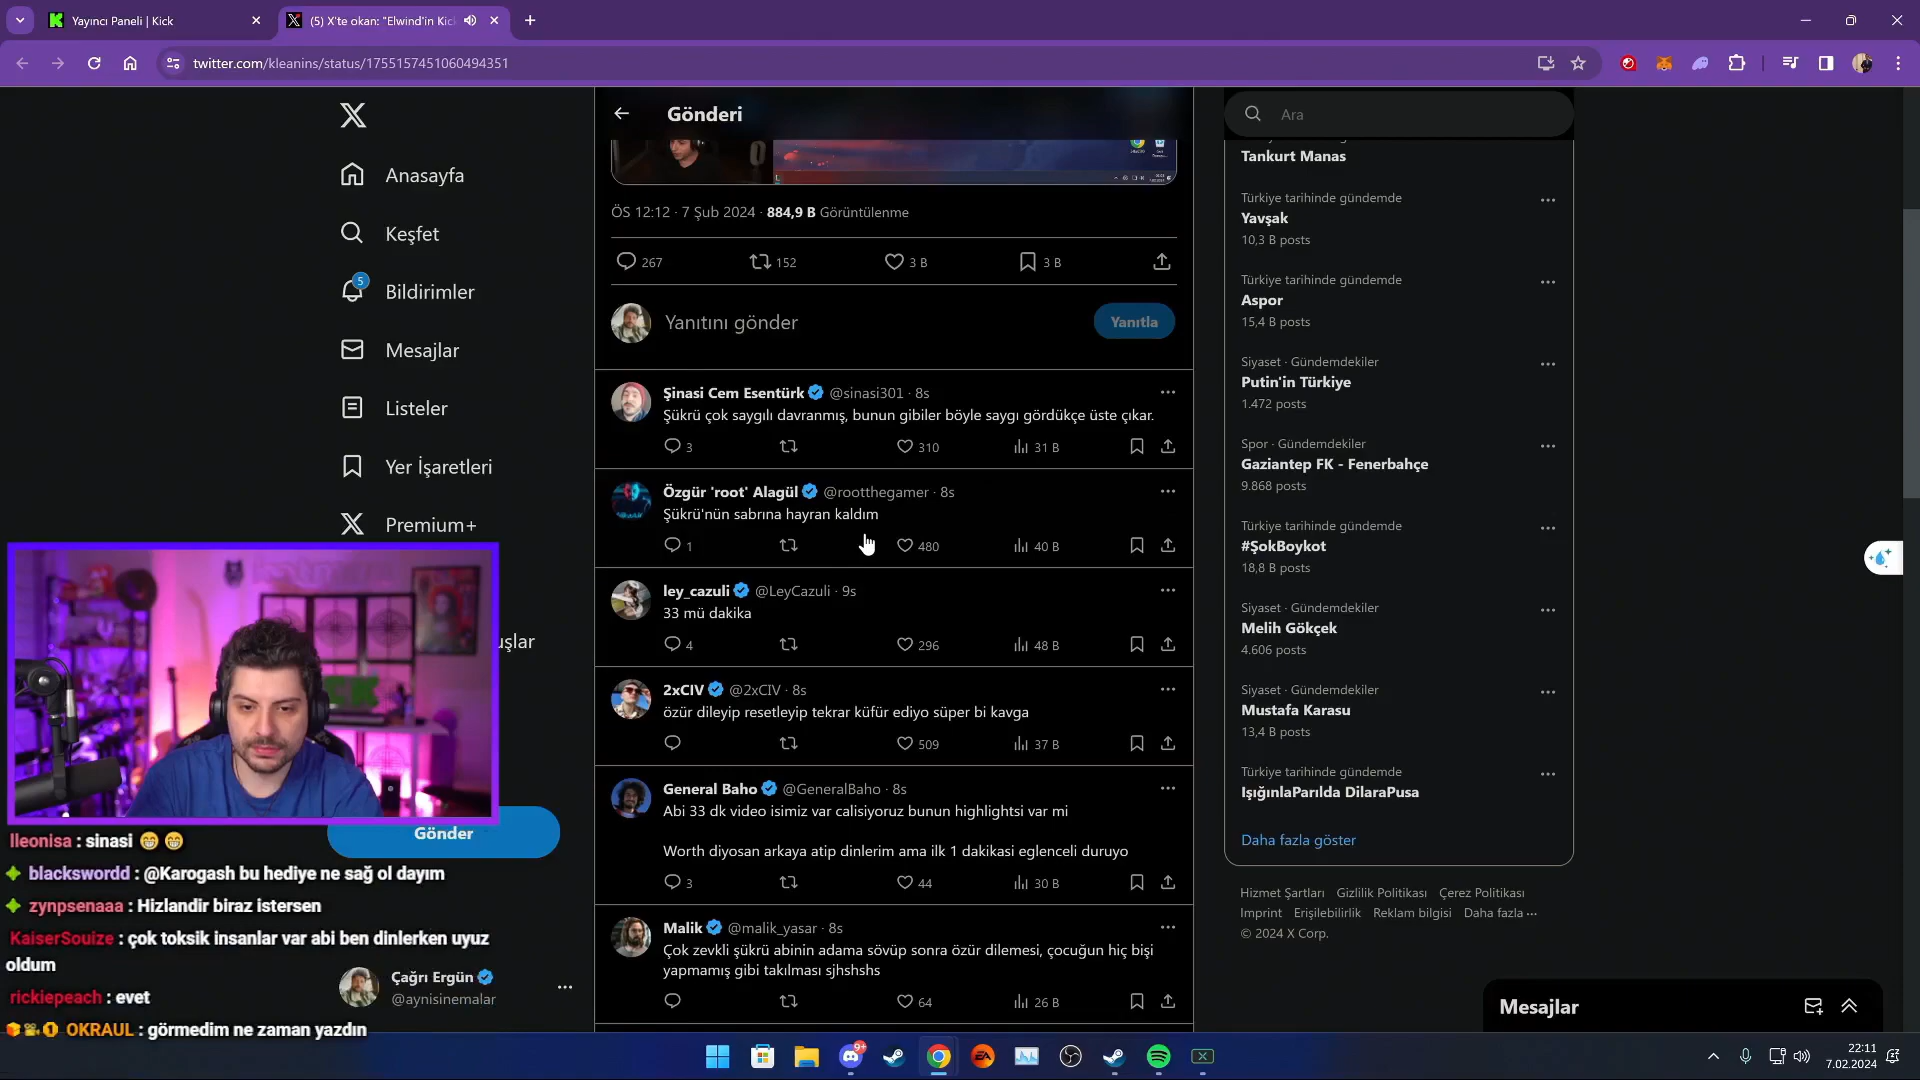 Yayıncı Paneli | Kick
(5) X'te okan: "Elwind'in Kick
twitter.com/kleanins/status/1755157451060494351
Gönderi
Anasayfa
Keşfet
5
Bildirimler
Mesajlar
Listeler
Yer İşaretleri
Premium+
uşlar
Gönder
Çağrı Ergün
@aynisinemalar
ÖS 12:12 · 7 Şub 2024 · 884,9 B Görüntülenme
267 152 3 B 3 B
Yanıtını gönder
Yanıtla
Şinasi Cem Esentürk @sinasi301 · 8s
Şükrü çok saygılı davranmış, bunun gibiler böyle saygı gördükçe üste çıkar.
3 310 31 B
Özgür 'root' Alagül @rootthegamer · 8s
Şükrü'nün sabrına hayran kaldım
1 480 40 B
ley_cazuli @LeyCazuli · 9s
33 mü dakika
4 296 48 B
2xCIV @2xCIV · 8s
özür dileyip resetleyip tekrar küfür ediyo süper bi kavga
509 37 B
General Baho @GeneralBaho · 8s
Abi 33 dk video isimiz var calisiyoruz bunun highlightsi var mi
Worth diyosan arkaya atip dinlerim ama ilk 1 dakikasi eglenceli duruyo
3 44 30 B
Malik @malik_yasar · 8s
Çok zevkli şükrü abinin adama sövüp sonra özür dilemesi, çocuğun hiç bişi
yapmamış gibi takılması sjhshshs
64 26 B
Ara
Tankurt Manas
Türkiye tarihinde gündemde
Yavşak
10,3 B posts
Türkiye tarihinde gündemde
Aspor
15,4 B posts
Siyaset · Gündemdekiler
Putin'in Türkiye
1.472 posts
Spor · Gündemdekiler
Gaziantep FK - Fenerbahçe
9.868 posts
Türkiye tarihinde gündemde
#ŞokBoykot
18,8 B posts
Siyaset · Gündemdekiler
Melih Gökçek
4.606 posts
Siyaset · Gündemdekiler
Mustafa Karasu
13,4 B posts
Türkiye tarihinde gündemde
IşığınlaParılda DilaraPusa
Daha fazla göster
Hizmet Şartları Gizlilik Politikası Çerez Politikası
Imprint Erişilebilirlik Reklam bilgisi Daha fazla ···
© 2024 X Corp.
Mesajlar
lleonisa : sinasi
blackswordd : @Karogash bu hediye ne sağ ol dayım
zynpsenaaa : Hizlandir biraz istersen
KaiserSouize : çok toksik insanlar var abi ben dinlerken uyuz
oldum
rickiepeach : evet
OKRAUL : görmedim ne zaman yazdın
9+
22:11
7.02.2024